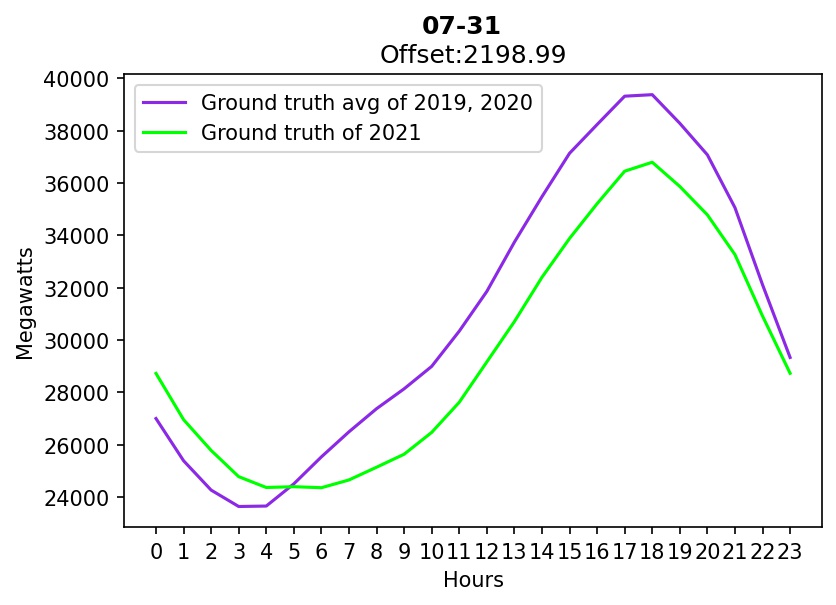 07-31
Offset:2198.99
40000
38000
36000
34000
32000
30000
28000
26000
24000
Megawatts
Ground truth avg of 2019, 2020
Ground truth of 2021
0 1 2 3 4 5 6 7 8 9 10 11 12 13 14 15 16 17 18 19 20 21 22 23
Hours